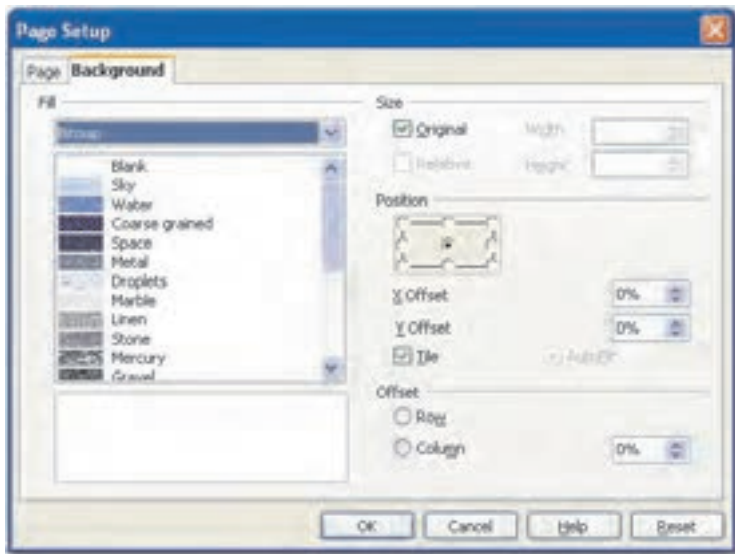 Page Setup
Page Background
Fill
Bitmap
Blank
Sky
Water
Coarse grained
Space
Metal
Droplets
Marble
Linen
Stone
Mercury
Gravel
Size
Original Width
Relative Height
Position
X Offset 0%
Y Offset 0%
Tile AutoFit
Offset
Row
Column 0%
OK Cancel Help Reset